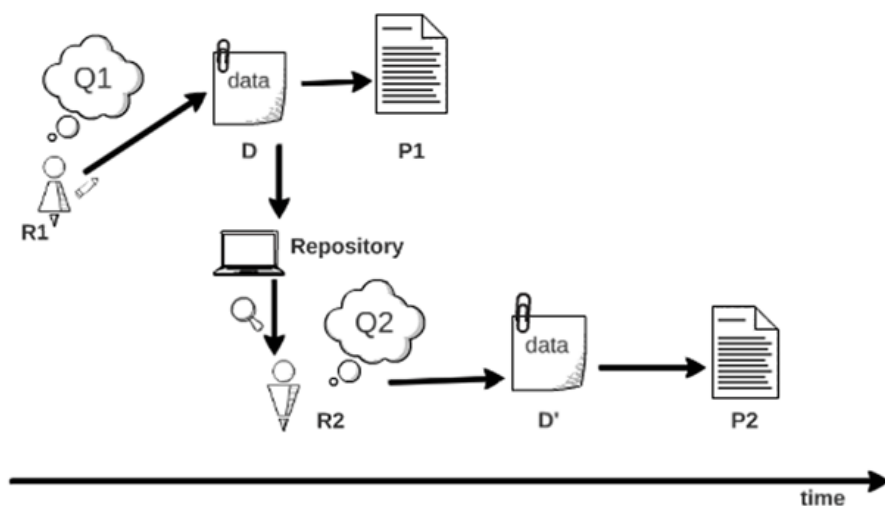 Q1
data
D
P1
R1
Repository
Q2
data
R2
D'
P2
time